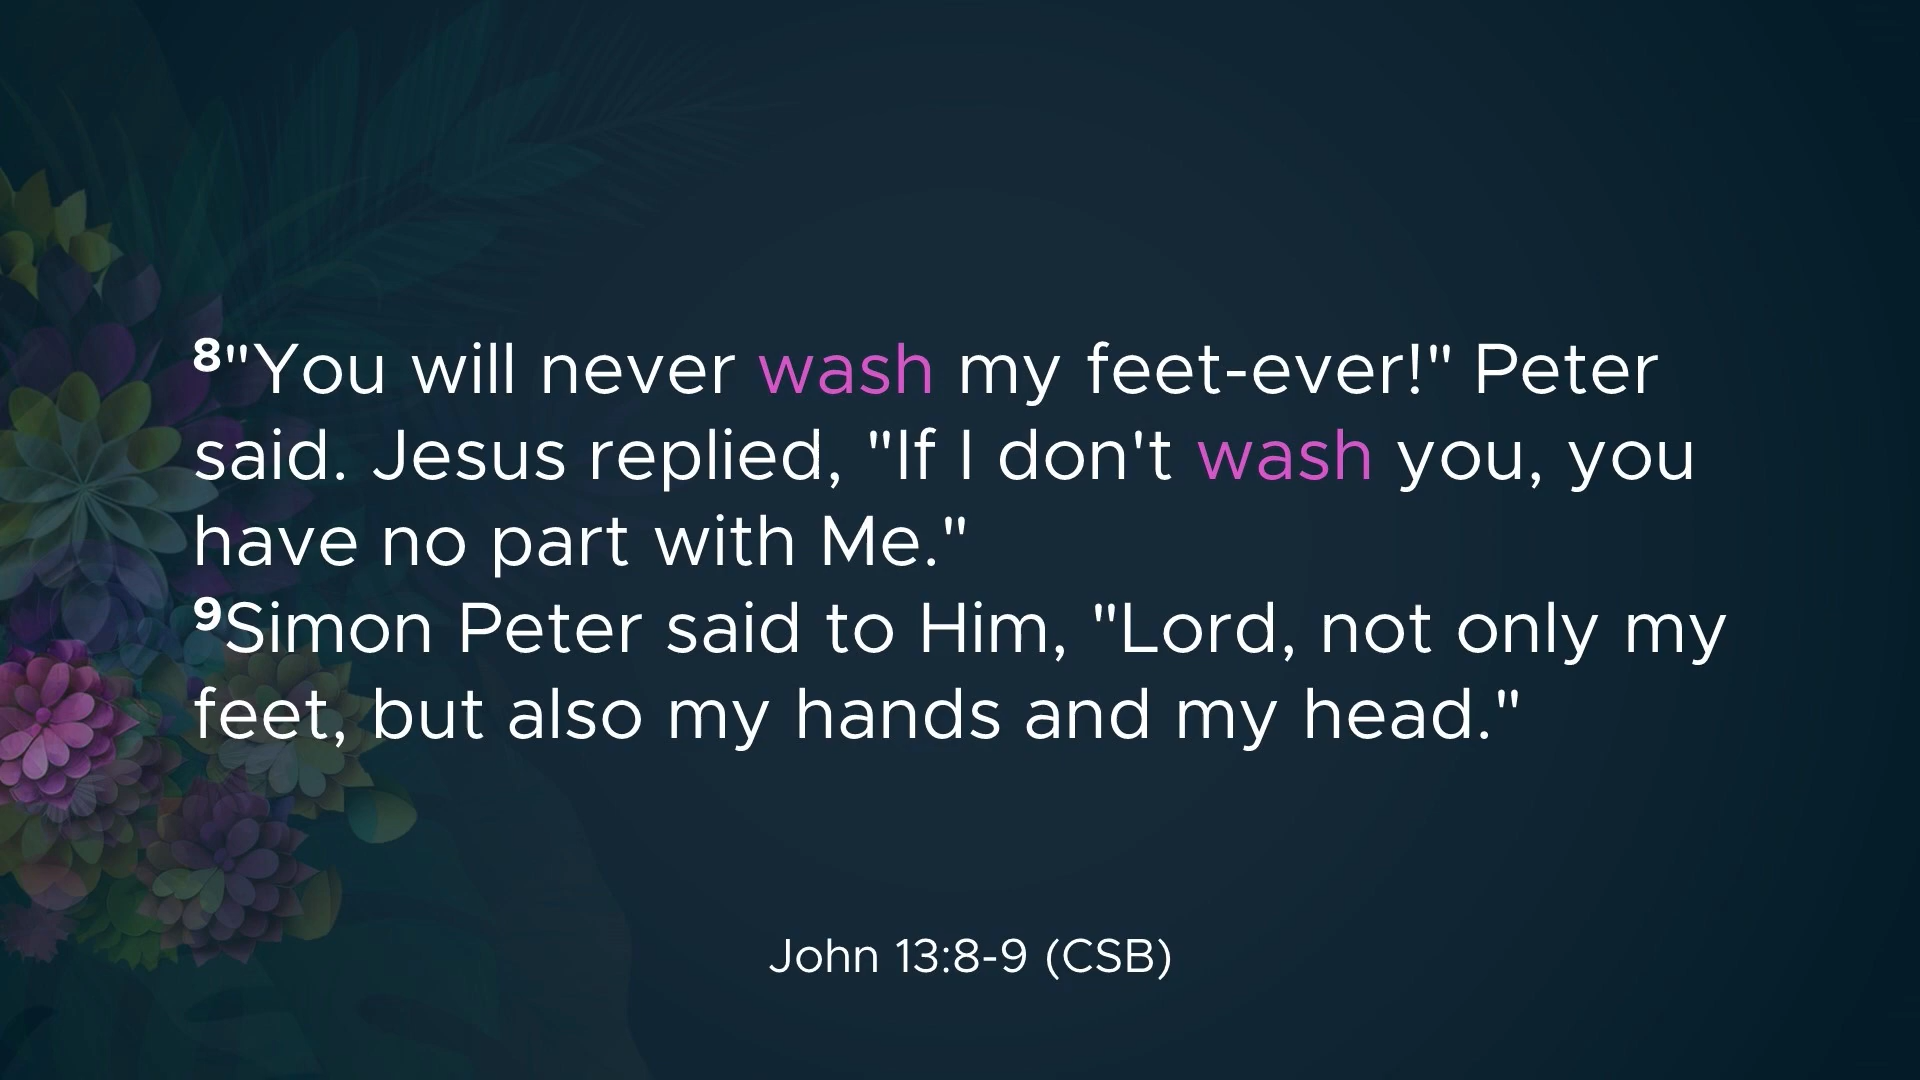 8"You will never wash my feet-ever!" Peter
said. Jesus replied, "If I don't wash you, you
have no part with Me."
9Simon Peter said to Him, "Lord, not only my
feet, but also my hands and my head."
John 13:8-9 (CSB)